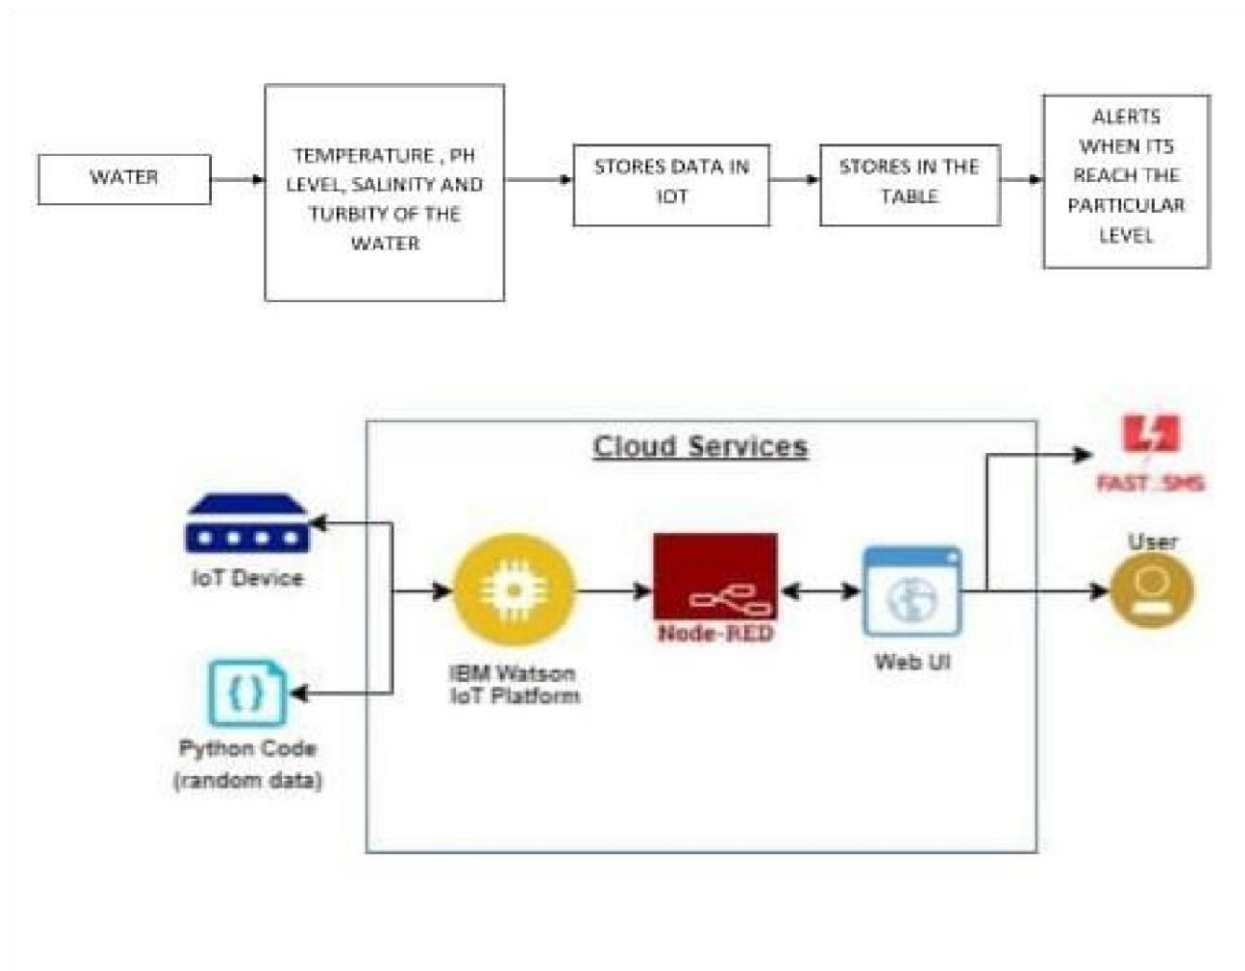 WATER
TEMPERATURE , PH
LEVEL, SALINITY AND
TURBITY OF THE
WATER
STORES DATA IN
IOT
STORES IN THE
TABLE
ALERTS
WHEN ITS
REACH THE
PARTICULAR
LEVEL
Cloud Services
FAST SMS
IoT Device
User
Node-RED
Web UI
IBM Watson
IoT Platform
Python Code
(random data)